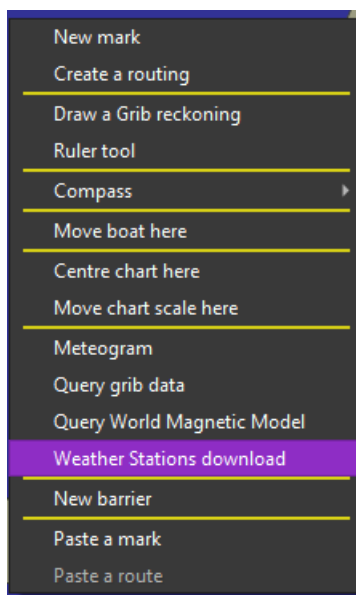 New mark
Create a routing
Draw a Grib reckoning
Ruler tool
Compass
Move boat here
Centre chart here
Move chart scale here
Meteogram
Query grib data
Query World Magnetic Model
Weather Stations download
New barrier
Paste a mark
Paste a route